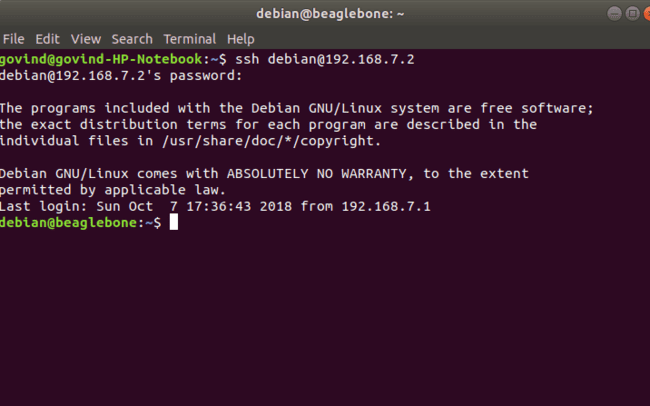 debian@beaglebone: ~
File Edit View Search Terminal Help
govind@govind-HP-Notebook:~$ ssh debian@192.168.7.2
debian@192.168.7.2's password:
The programs included with the Debian GNU/Linux system are free software;
the exact distribution terms for each program are described in the
individual files in /usr/share/doc/*/copyright.
Debian GNU/Linux comes with ABSOLUTELY NO WARRANTY, to the extent
permitted by applicable law.
Last login: Sun Oct  7 17:36:43 2018 from 192.168.7.1
debian@beaglebone:~$